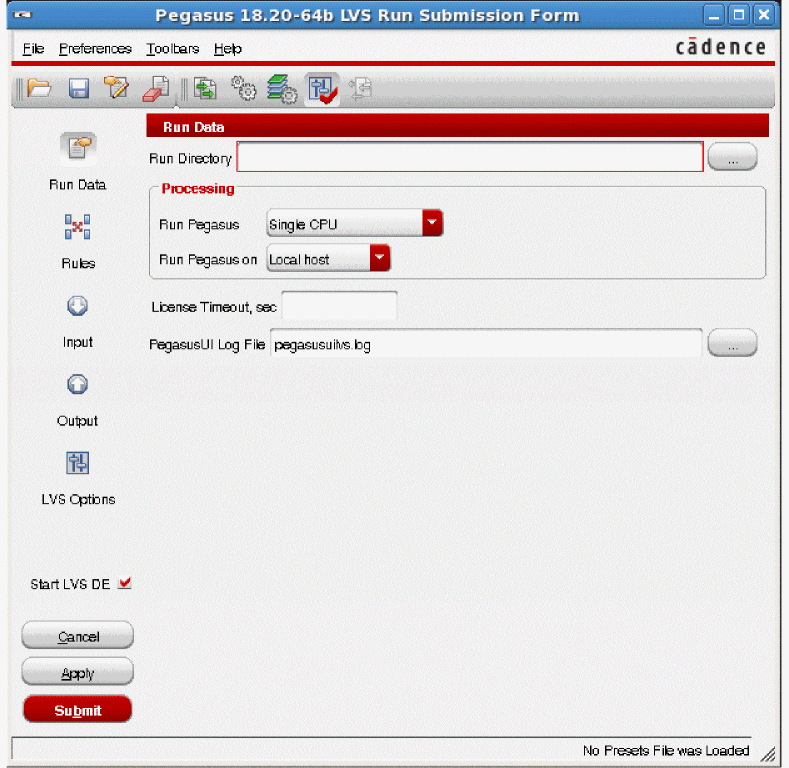 Pegasus 18.20-64b LVS Run Submission Form
File Preferences Toolbars Help
cādence
Run Data
Run Directory
...
Run Data
Processing
Run Pegasus
Single CPU
Rules
Run Pegasus on
Local host
License Timeout, sec
Input
PegasusUI Log File
pegasusuilvs.log
...
Output
LVS Options
Start LVS DE
Cancel
Apply
Submit
No Presets File was Loaded